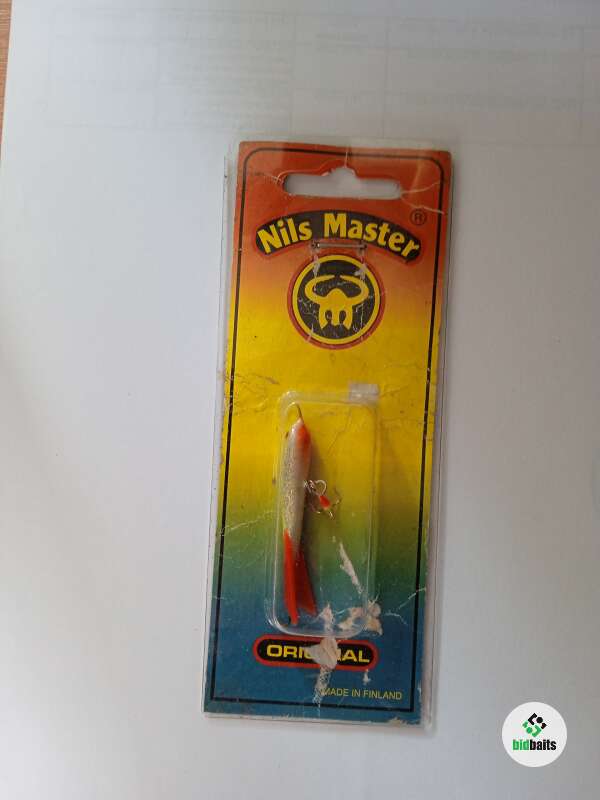 Nils Master ®
ORIGINAL
MADE IN FINLAND
bidbaits